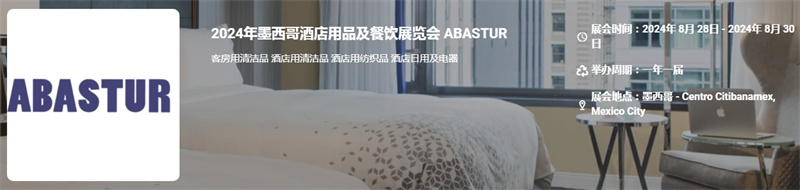 ABASTUR
2024年墨西哥酒店用品及餐饮展览会 ABASTUR
客房用清洁品 酒店用清洁品 酒店用纺织品 酒店日用及电器
展会时间：2024年 8月 28日 - 2024年 8月 30
日
举办周期：一年一届
展会地点：墨西哥 - Centro Citibanamex,
Mexico City